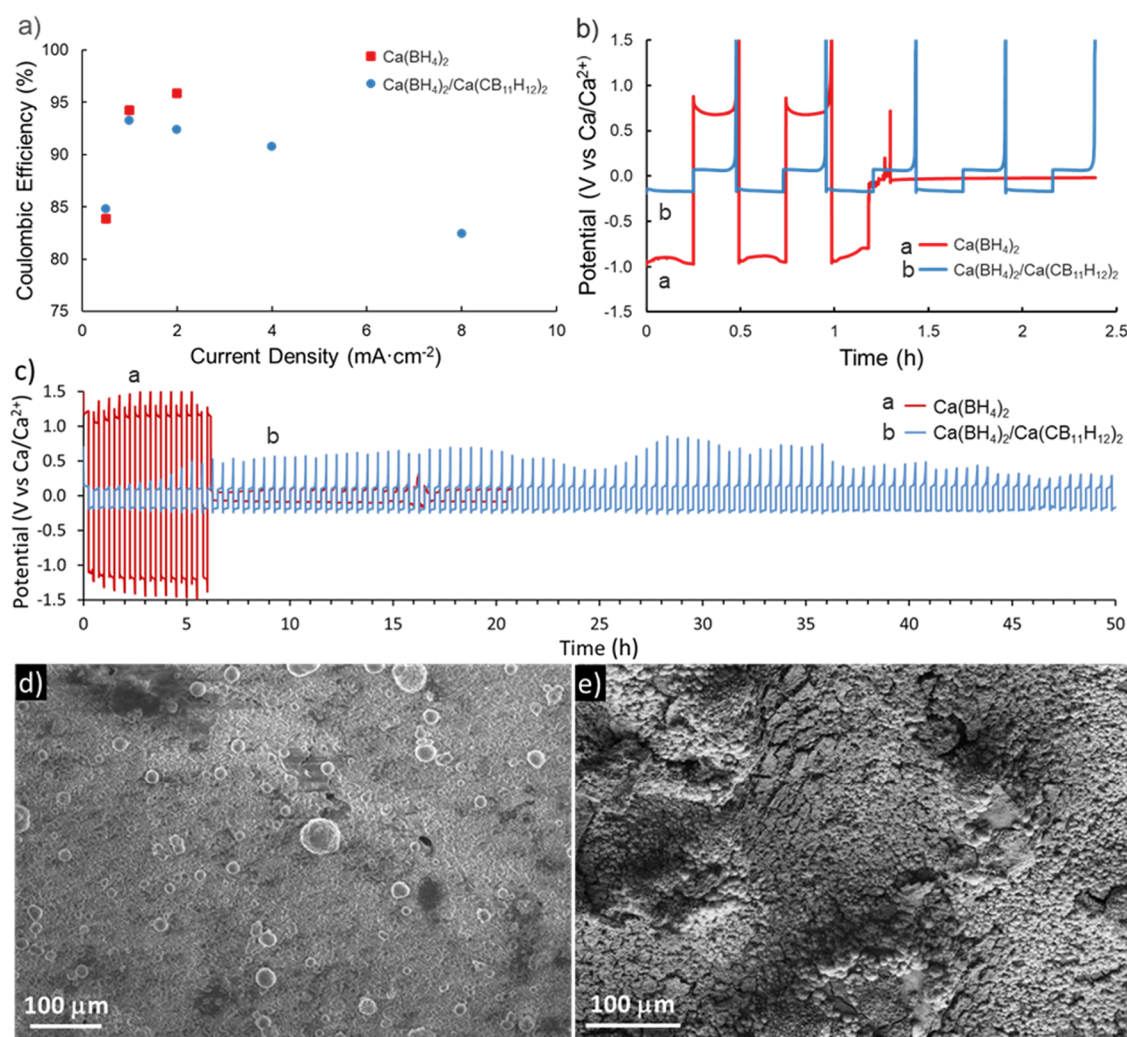 a)
100
95
90
85
80
75
Coulombic Efficiency (%)
0
2
4
6
8
10
Current Density (mA·cm⁻²)
Ca(BH₄)₂
Ca(BH₄)₂/Ca(CB₁₁H₁₂)₂
b)
1.5
1.0
0.5
0.0
-0.5
-1.0
-1.5
Potential (V vs Ca/Ca²⁺)
b
a
a Ca(BH₄)₂
b Ca(BH₄)₂/Ca(CB₁₁H₁₂)₂
0
0.5
1
1.5
2
2.5
Time (h)
c)
1.5
1.0
0.5
0.0
-0.5
-1.0
-1.5
Potential (V vs Ca/Ca²⁺)
a
b
a Ca(BH₄)₂
b Ca(BH₄)₂/Ca(CB₁₁H₁₂)₂
0
5
10
15
20
25
30
35
40
45
50
Time (h)
d)
100 μm
e)
100 μm